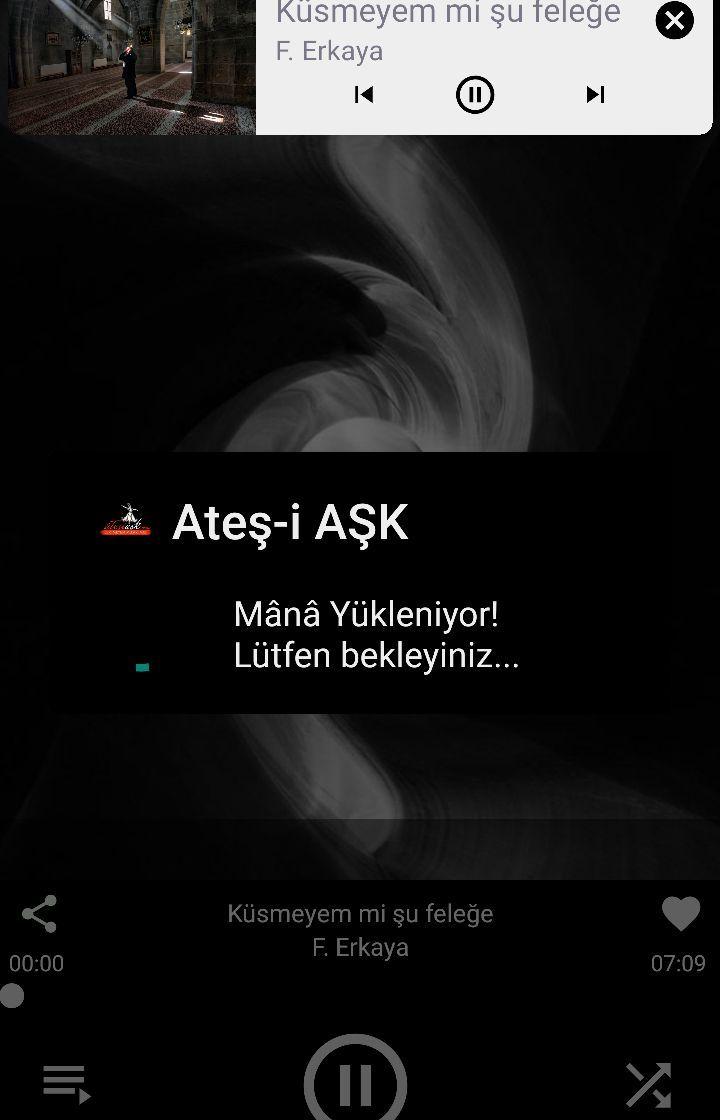 Küsmeyem mi şu feleğe
F. Erkaya
Ateş-i AŞK
Mânâ Yükleniyor!
Lütfen bekleyiniz...
Küsmeyem mi şu feleğe
F. Erkaya
00:00
07:09